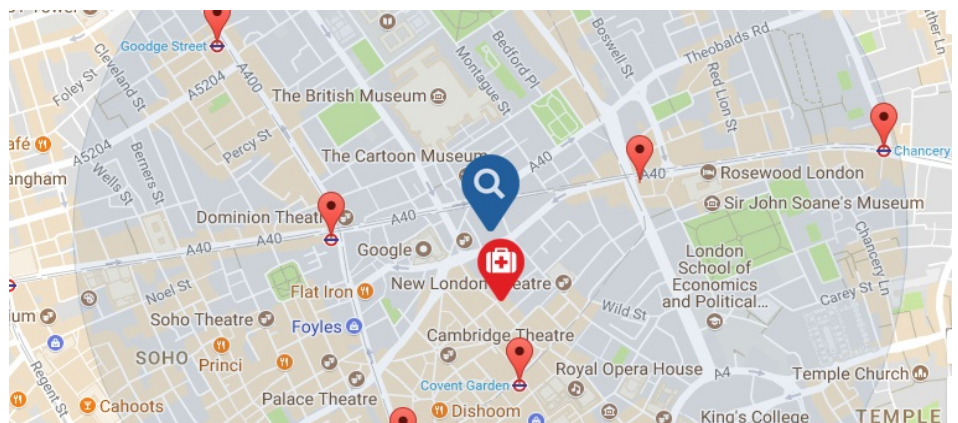 Goodge Street
Cleveland St
Foley St
A5204
A400
Bedford Pl
Montague St
Boswell St
Theobalds Rd
Red Lion St
The British Museum
afé
A5204
angham
Wells St
Berners St
Percy St
The Cartoon Museum
A40
A40
Chancery
Rosewood London
Sir John Soane's Museum
Dominion Theat
A40
A40
Google
London
School of
Economics
and Political...
Chancery Ln
Carey St
Noel St
Flat Iron
New London Theatre
Wild St
um
Soho Theatre
Foyles
Cambridge Theatre
SOHO
Princi
Regent St
Covent Garden
Royal Opera House
A4
Temple Church
Cahoots
Palace Theatre
Dishoom
King's College
TEMPLE